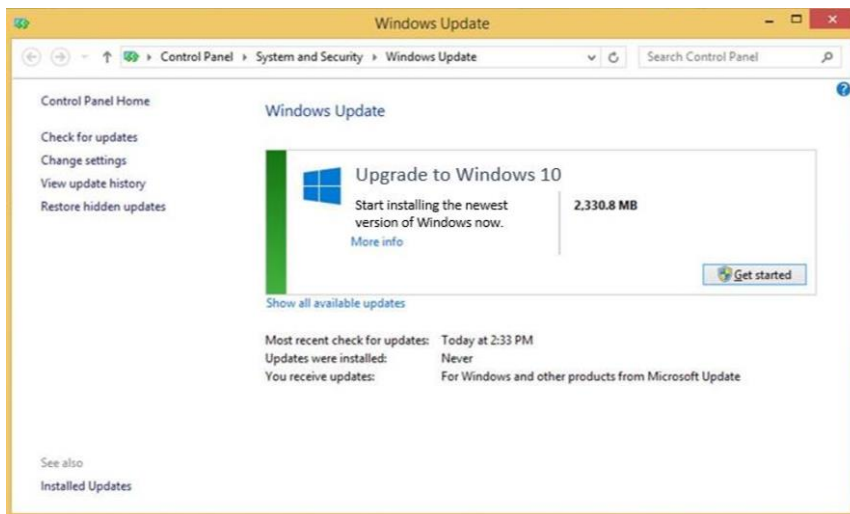 Windows Update
Control Panel System and Security Windows Update
Search Control Panel
Control Panel Home
Check for updates
Change settings
View update history
Restore hidden updates
Windows Update
Upgrade to Windows 10
Start installing the newest
version of Windows now.
More info
2,330.8 MB
Get started
Show all available updates
Most recent check for updates: Today at 2:33 PM
Updates were installed: Never
You receive updates: For Windows and other products from Microsoft Update
See also
Installed Updates